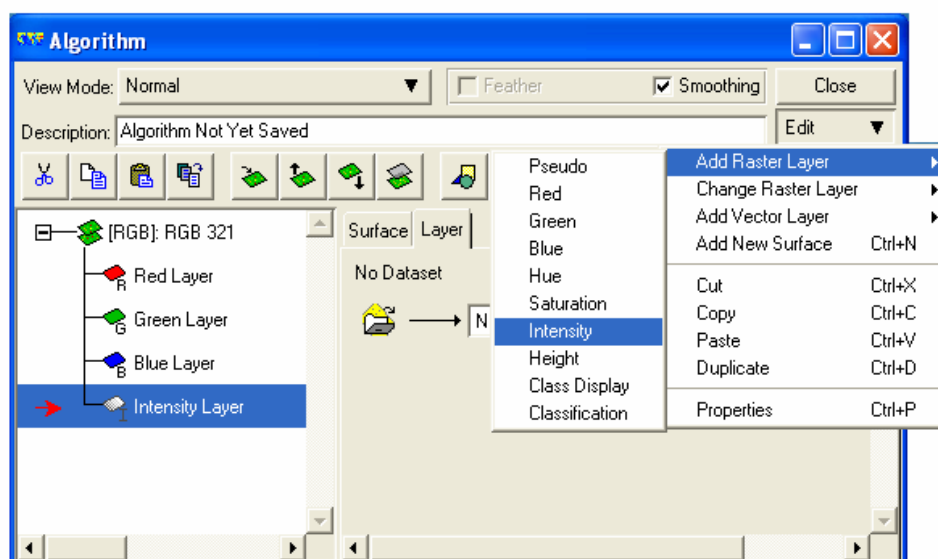 Algorithm
View Mode: Normal Feather Smoothing Close
Description: Algorithm Not Yet Saved Edit
[RGB]: RGB 321
Red Layer
Green Layer
Blue Layer
Intensity Layer
Surface Layer
No Dataset
N
Pseudo
Red
Green
Blue
Hue
Saturation
Intensity
Height
Class Display
Classification
Add Raster Layer
Change Raster Layer
Add Vector Layer
Add New Surface Ctrl+N
Cut Ctrl+X
Copy Ctrl+C
Paste Ctrl+V
Duplicate Ctrl+D
Properties Ctrl+P